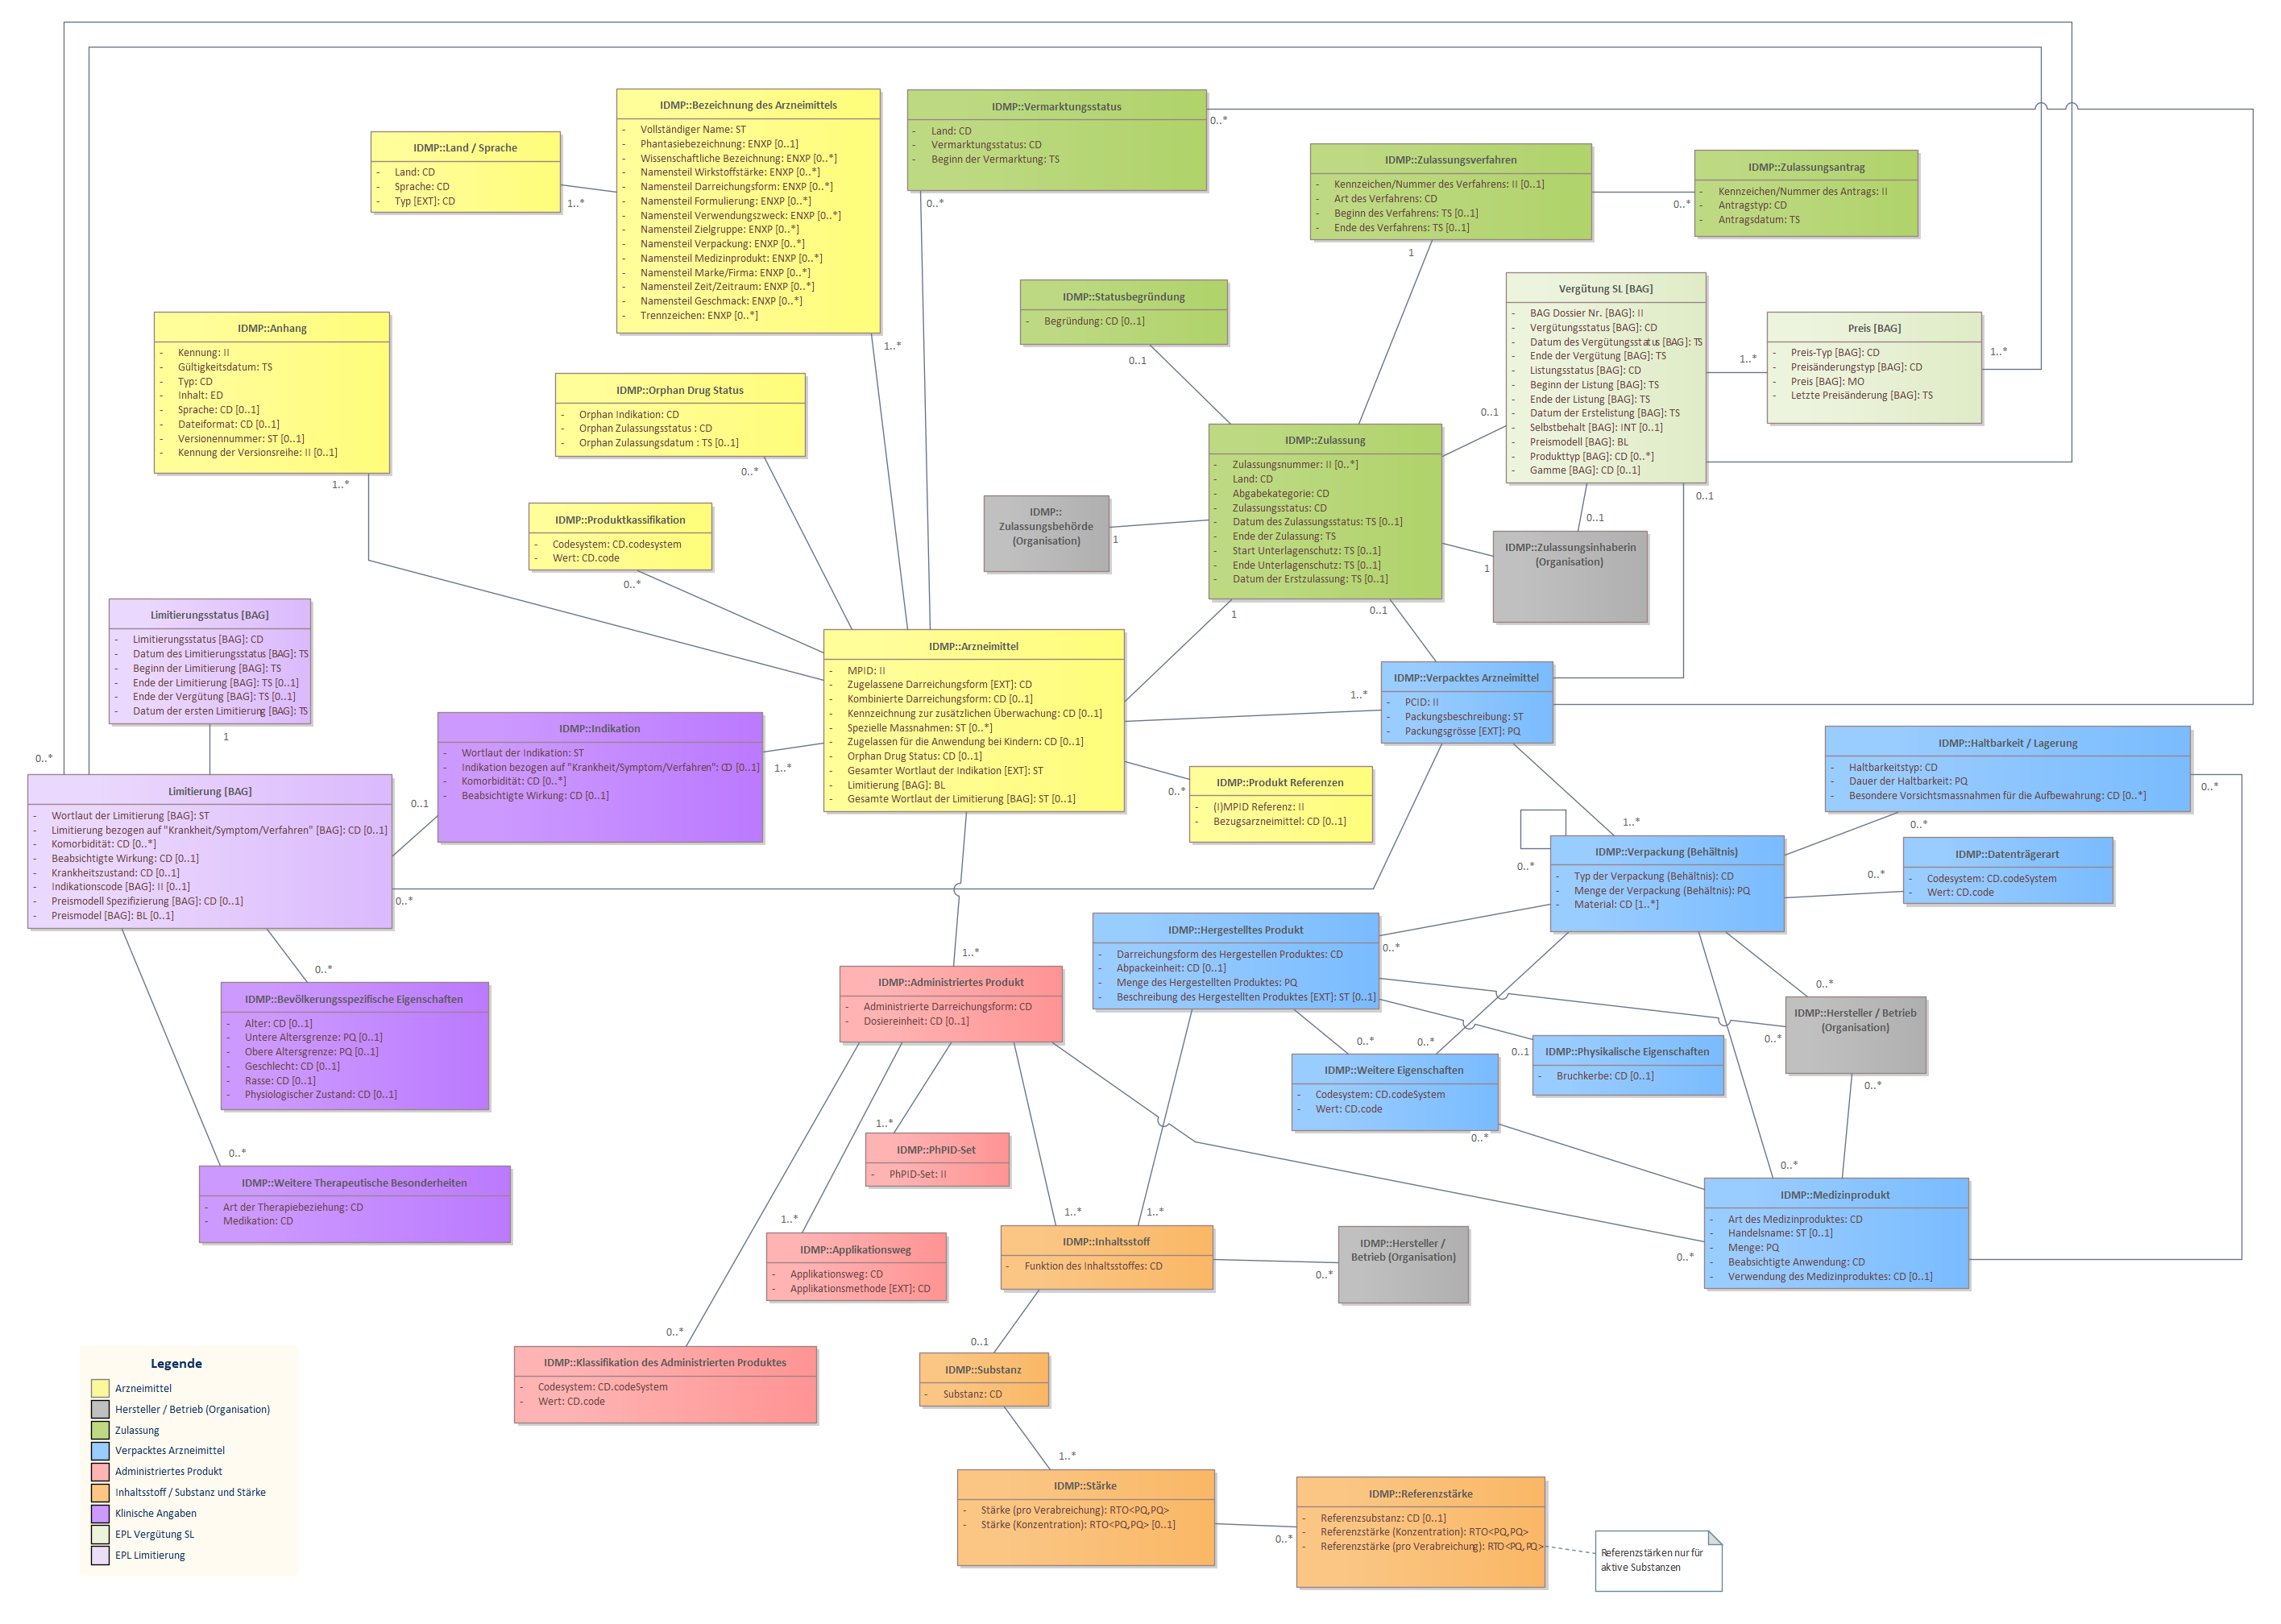 IDMP::Bezeichnung des Arzneimittels
- Vollständiger Name: ST
- Phantasiebezeichnung: ENXP [0..1]
- Wissenschaftliche Bezeichnung: ENXP [0..*]
- Namensteil Wirkstoffstärke: ENXP [0..*]
- Namensteil Darreichungsform: ENXP [0..*]
- Namensteil Formulierung: ENXP [0..*]
- Namensteil Verwendungszweck: ENXP [0..*]
- Namensteil Zielgruppe: ENXP [0..*]
- Namensteil Verpackung: ENXP [0..*]
- Namensteil Medizinprodukt: ENXP [0..*]
- Namensteil Marke/Firma: ENXP [0..*]
- Namensteil Zeit/Zeitraum: ENXP [0..*]
- Namensteil Geschmack: ENXP [0..*]
- Trennzeichen: ENXP [0..*]
1..*
IDMP::Land / Sprache
- Land: CD
- Sprache: CD
- Typ [EXT]: CD
1..*
IDMP::Vermarktungsstatus
- Land: CD
- Vermarktungsstatus: CD
- Beginn der Vermarktung: TS
0..*
0..*
IDMP::Zulassungsverfahren
- Kennzeichen/Nummer des Verfahrens: II [0..1]
- Art des Verfahrens: CD
- Beginn des Verfahrens: TS [0..1]
- Ende des Verfahrens: TS [0..1]
1
IDMP::Zulassungsantrag
- Kennzeichen/Nummer des Antrags: II
- Antragstyp: CD
- Antragsdatum: TS
0..*
IDMP::Statusbegründung
- Begründung: CD [0..1]
0..1
Vergütung SL [BAG]
- BAG Dossier Nr. [BAG]: II
- Vergütungsstatus [BAG]: CD
- Datum des Vergütungsstatus [BAG]: TS
- Ende der Vergütung [BAG]: TS
- Listungsstatus [BAG]: CD
- Beginn der Listung [BAG]: TS
- Ende der Listung [BAG]: TS
- Datum der Erstelistung [BAG]: TS
- Selbstbehalt [BAG]: INT [0..1]
- Preismodell [BAG]: BL
- Produkttyp [BAG]: CD [0..*]
- Gamme [BAG]: CD [0..1]
0..1
0..1
Preis [BAG]
- Preis-Typ [BAG]: CD
- Preisänderungstyp [BAG]: CD
- Preis [BAG]: MO
- Letzte Preisänderung [BAG]: TS
1..*
1..*
IDMP::Anhang
- Kennung: II
- Gültigkeitsdatum: TS
- Typ: CD
- Inhalt: ED
- Sprache: CD [0..1]
- Dateiformat: CD [0..1]
- Versionennummer: ST [0..1]
- Kennung der Versionsreihe: II [0..1]
1..*
IDMP::Orphan Drug Status
- Orphan Indikation: CD
- Orphan Zulassungsstatus : CD
- Orphan Zulassungsdatum : TS [0..1]
0..*
IDMP::Zulassung
- Zulassungsnummer: II [0..*]
- Land: CD
- Abgabekategorie: CD
- Zulassungsstatus: CD
- Datum des Zulassungsstatus: TS [0..1]
- Ende der Zulassung: TS
- Start Unterlagenschutz: TS [0..1]
- Ende Unterlagenschutz: TS [0..1]
- Datum der Erstzulassung: TS [0..1]
1
0..1
IDMP::
Zulassungsbehörde
(Organisation)
1
IDMP::Zulassungsinhaberin
(Organisation)
0..1
1
IDMP::Produktkassifikation
- Codesystem: CD.codesystem
- Wert: CD.code
0..*
Limitierungsstatus [BAG]
- Limitierungsstatus [BAG]: CD
- Datum des Limitierungsstatus [BAG]: TS
- Beginn der Limitierung [BAG]: TS
- Ende der Limitierung [BAG]: TS [0..1]
- Ende der Vergütung [BAG]: TS [0..1]
- Datum der ersten Limitierung [BAG]: TS
1
IDMP::Arzneimittel
- MPID: II
- Zugelassene Darreichungsform [EXT]: CD
- Kombinierte Darreichungsform: CD [0..1]
- Kennzeichnung zur zusätzlichen Überwachung: CD [0..1]
- Spezielle Massnahmen: ST [0..*]
- Zugelassen für die Anwendung bei Kindern: CD [0..1]
- Orphan Drug Status: CD [0..1]
- Gesamter Wortlaut der Indikation [EXT]: ST
- Limitierung [BAG]: BL
- Gesamte Wortlaut der Limitierung [BAG]: ST [0..1]
IDMP::Verpacktes Arzneimittel
- PCID: II
- Packungsbeschreibung: ST
- Packungsgrösse [EXT]: PQ
1..*
IDMP::Indikation
- Wortlaut der Indikation: ST
- Indikation bezogen auf "Krankheit/Symptom/Verfahren": CD [0..1]
- Komorbidität: CD [0..*]
- Beabsichtigte Wirkung: CD [0..1]
1..*
0..1
IDMP::Produkt Referenzen
- (I)MPID Referenz: II
- Bezugsarzneimittel: CD [0..1]
0..*
IDMP::Haltbarkeit / Lagerung
- Haltbarkeitstyp: CD
- Dauer der Haltbarkeit: PQ
- Besondere Vorsichtsmassnahmen für die Aufbewahrung: CD [0..*]
0..*
0..*
Limitierung [BAG]
- Wortlaut der Limitierung [BAG]: ST
- Limitierung bezogen auf "Krankheit/Symptom/Verfahren" [BAG]: CD [0..1]
- Komorbidität: CD [0..*]
- Beabsichtigte Wirkung: CD [0..1]
- Krankheitszustand: CD [0..1]
- Indikationscode [BAG]: II [0..1]
- Preismodell Spezifizierung [BAG]: CD [0..1]
- Preismodel [BAG]: BL [0..1]
0..*
0..*
IDMP::Verpackung (Behältnis)
- Typ der Verpackung (Behältnis): CD
- Menge der Verpackung (Behältnis): PQ
- Material: CD [1..*]
1..*
0..*
IDMP::Datenträgerart
- Codesystem: CD.codeSystem
- Wert: CD.code
0..*
IDMP::Hergestelltes Produkt
- Darreichungsform des Hergestellen Produktes: CD
- Abpackeinheit: CD [0..1]
- Menge des Hergestellten Produktes: PQ
- Beschreibung des Hergestellten Produktes [EXT]: ST [0..1]
0..*
IDMP::Bevölkerungsspezifische Eigenschaften
- Alter: CD [0..1]
- Untere Altersgrenze: PQ [0..1]
- Obere Altersgrenze: PQ [0..1]
- Geschlecht: CD [0..1]
- Rasse: CD [0..1]
- Physiologischer Zustand: CD [0..1]
0..*
IDMP::Administriertes Produkt
- Administrierte Darreichungsform: CD
- Dosiereinheit: CD [0..1]
1..*
IDMP::Hersteller / Betrieb
(Organisation)
0..*
0..*
0..*
IDMP::Weitere Eigenschaften
- Codesystem: CD.codeSystem
- Wert: CD.code
0..*
0..*
0..*
IDMP::Physikalische Eigenschaften
- Bruchkerbe: CD [0..1]
0..1
IDMP::PhPID-Set
- PhPID-Set: II
1..*
IDMP::Weitere Therapeutische Besonderheiten
- Art der Therapiebeziehung: CD
- Medikation: CD
0..*
IDMP::Medizinprodukt
- Art des Medizinproduktes: CD
- Handelsname: ST [0..1]
- Menge: PQ
- Beabsichtigte Anwendung: CD
- Verwendung des Medizinproduktes: CD [0..1]
0..*
0..*
IDMP::Applikationsweg
- Applikationsweg: CD
- Applikationsmethode [EXT]: CD
1..*
IDMP::Inhaltsstoff
- Funktion des Inhaltsstoffes: CD
1..*
1..*
IDMP::Hersteller /
Betrieb (Organisation)
0..*
IDMP::Klassifikation des Administrierten Produktes
- Codesystem: CD.codeSystem
- Wert: CD.code
0..*
IDMP::Substanz
- Substanz: CD
0..1
IDMP::Stärke
- Stärke (pro Verabreichung): RTO<PQ,PQ>
- Stärke (Konzentration): RTO<PQ,PQ> [0..1]
1..*
IDMP::Referenzstärke
- Referenzsubstanz: CD [0..1]
- Referenzstärke (Konzentration): RTO<PQ,PQ>
- Referenzstärke (pro Verabreichung): RTO<PQ,PQ>
0..*
Referenzstärken nur für
aktive Substanzen
Legende
Arzneimittel
Hersteller / Betrieb (Organisation)
Zulassung
Verpacktes Arzneimittel
Administriertes Produkt
Inhaltsstoff / Substanz und Stärke
Klinische Angaben
EPL Vergütung SL
EPL Limitierung